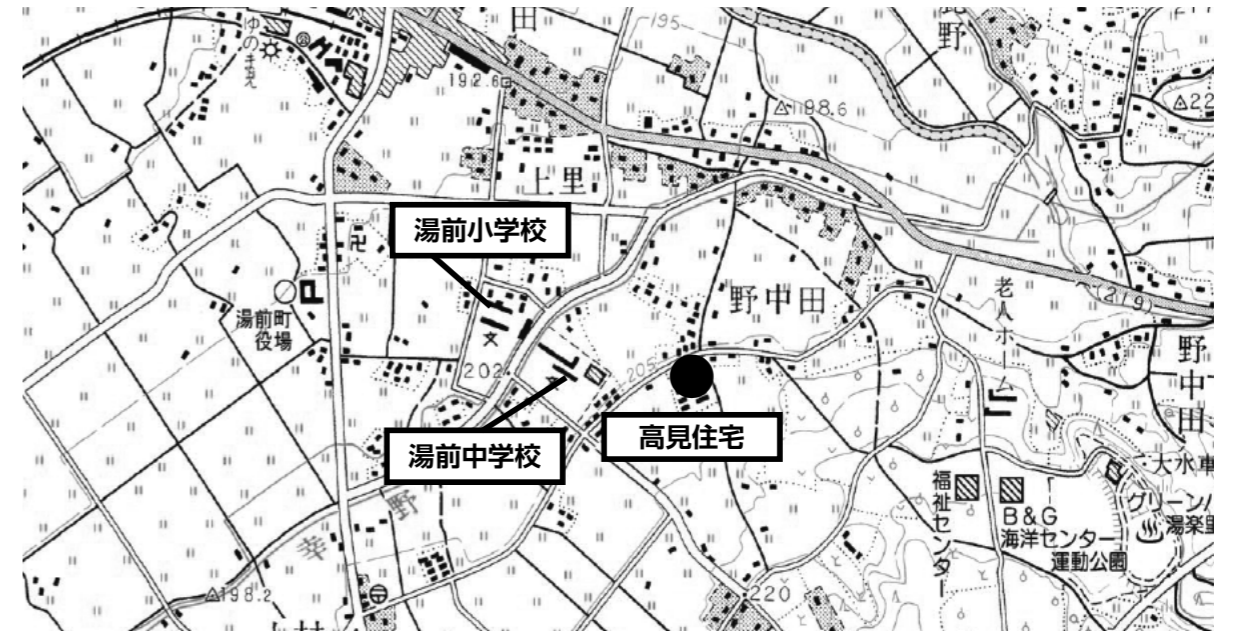 田
195
野
ゆのまえ
192.6
198.6
22
上里
湯前小学校
湯前町
役場
野中田
老人ホーム
219
野中田
文
202
205
湯前中学校
高見住宅
大水車
福祉センター
B&G
海洋センター
運動公園
グリーンパ
湯楽里
幸野
198.2
220